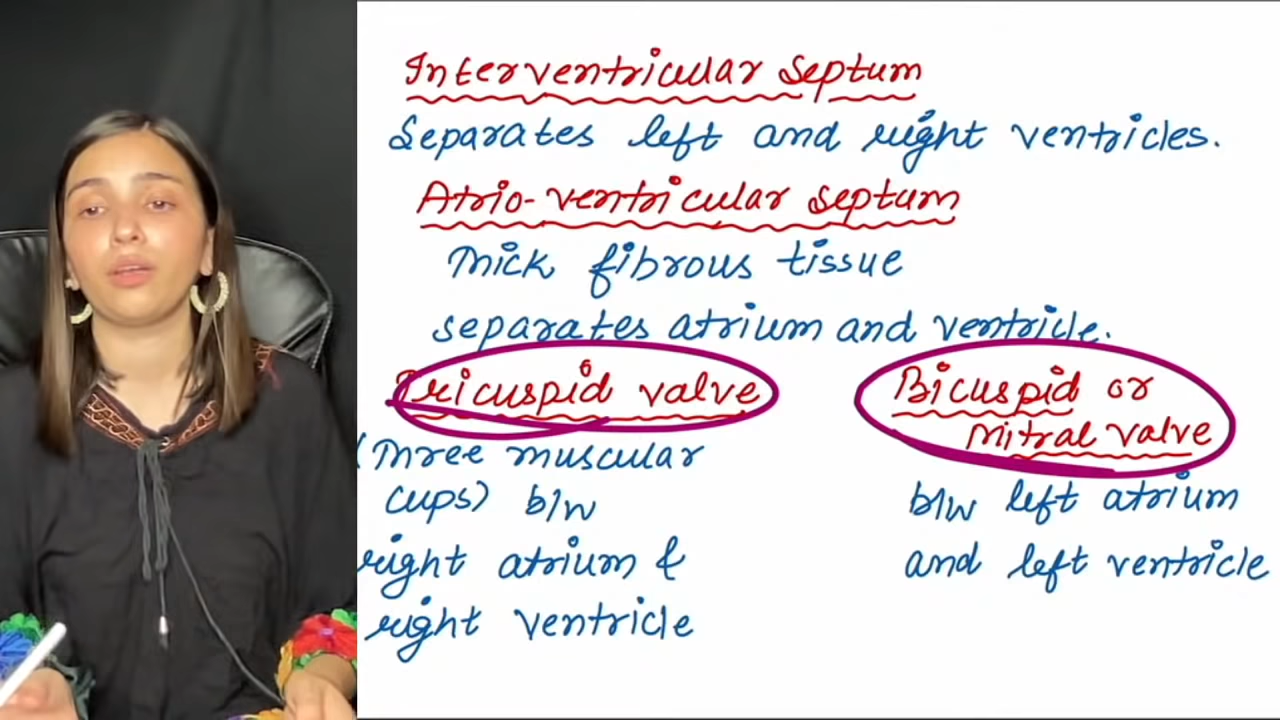 Interventricular Septum
Separates left and right ventricles.
Atrio-ventricular septum
Thick fibrous tissue
separates atrium and ventricle.
Tricuspid valve
Bicuspid or
Mitral valve
(Three muscular
cups) b/w
right atrium &
right ventricle
b/w left atrium
and left ventricle